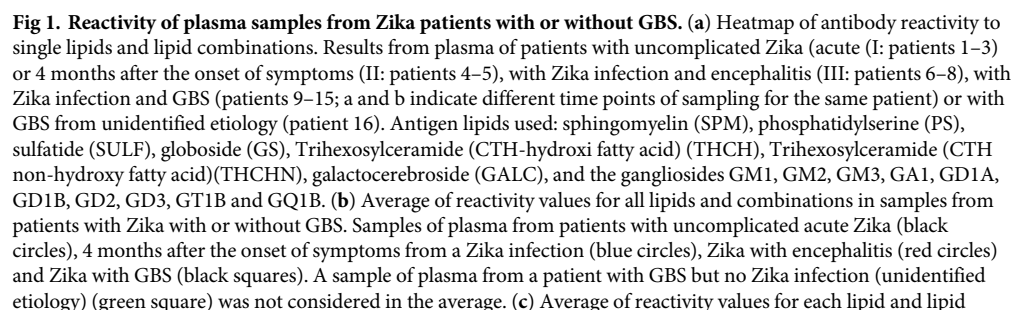 Fig 1. Reactivity of plasma samples from Zika patients with or without GBS. (a) Heatmap of antibody reactivity to
single lipids and lipid combinations. Results from plasma of patients with uncomplicated Zika (acute (I: patients 1–3)
or 4 months after the onset of symptoms (II: patients 4–5), with Zika infection and encephalitis (III: patients 6–8), with
Zika infection and GBS (patients 9–15; a and b indicate different time points of sampling for the same patient) or with
GBS from unidentified etiology (patient 16). Antigen lipids used: sphingomyelin (SPM), phosphatidylserine (PS),
sulfatide (SULF), globoside (GS), Trihexosylceramide (CTH-hydroxi fatty acid) (THCH), Trihexosylceramide (CTH
non-hydroxy fatty acid)(THCHN), galactocerebroside (GALC), and the gangliosides GM1, GM2, GM3, GA1, GD1A,
GD1B, GD2, GD3, GT1B and GQ1B. (b) Average of reactivity values for all lipids and combinations in samples from
patients with Zika with or without GBS. Samples of plasma from patients with uncomplicated acute Zika (black
circles), 4 months after the onset of symptoms from a Zika infection (blue circles), Zika with encephalitis (red circles)
and Zika with GBS (black squares). A sample of plasma from a patient with GBS but no Zika infection (unidentified
etiology) (green square) was not considered in the average. (c) Average of reactivity values for each lipid and lipid